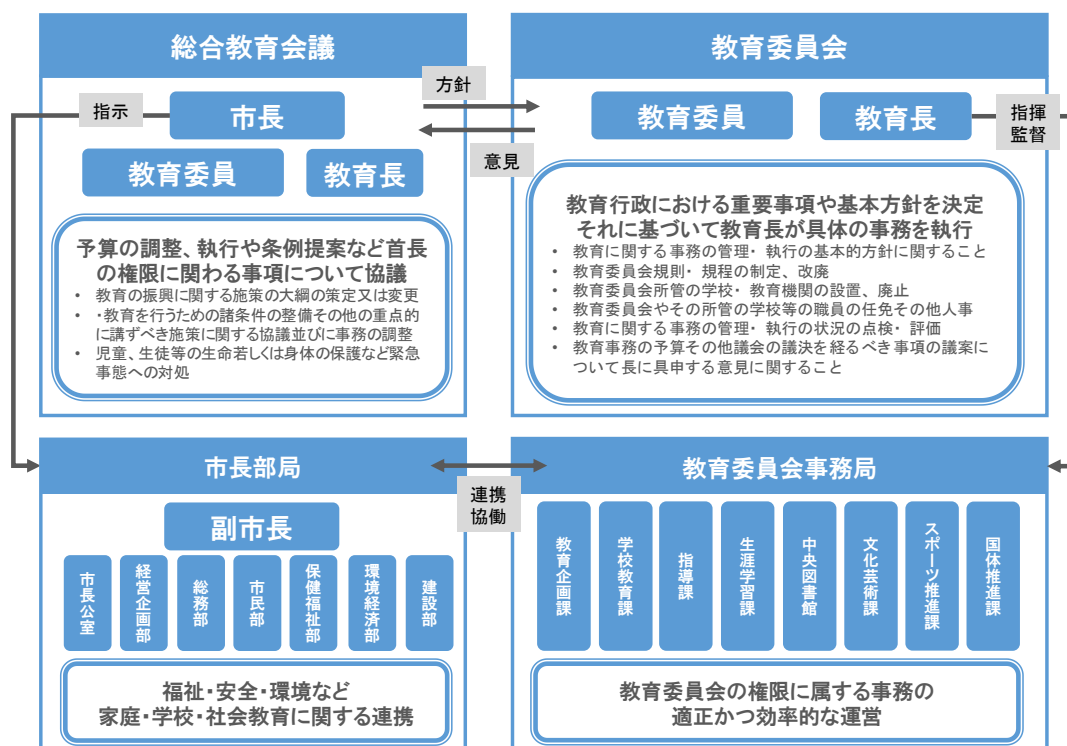 総合教育会議
指示
市長
教育委員
教育長
予算の調整、執行や条例提案など首長
の権限に関わる事項について協議
• 教育の振興に関する施策の大綱の策定又は変更
• ・教育を行うための諸条件の整備その他の重点的
に講ずべき施策に関する協議並びに事務の調整
• 児童、生徒等の生命若しくは身体の保護など緊急
事態への対処
方針
意見
教育委員会
教育委員
教育長
指揮
監督
教育行政における重要事項や基本方針を決定
それに基づいて教育長が具体の事務を執行
• 教育に関する事務の管理・執行の基本的方針に関すること
• 教育委員会規則・規程の制定、改廃
• 教育委員会所管の学校・教育機関の設置、廃止
• 教育委員会やその所管の学校等の職員の任免その他人事
• 教育に関する事務の管理・執行の状況の点検・評価
• 教育事務の予算その他議会の議決を経るべき事項の議案に
ついて長に具申する意見に関すること
市長部局
副市長
市長公室
経営企画部
総務部
市民部
保健福祉部
環境経済部
建設部
福祉・安全・環境など
家庭・学校・社会教育に関する連携
連携
協働
教育委員会事務局
教育企画課
学校教育課
指導課
生涯学習課
中央図書館
文化芸術課
スポーツ推進課
国体推進課
教育委員会の権限に属する事務の
適正かつ効率的な運営